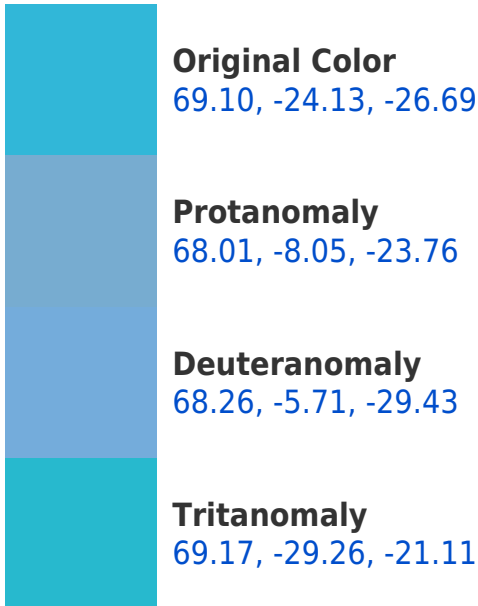 Original Color
69.10, -24.13, -26.69
Protanomaly
68.01, -8.05, -23.76
Deuteranomaly
68.26, -5.71, -29.43
Tritanomaly
69.17, -29.26, -21.11